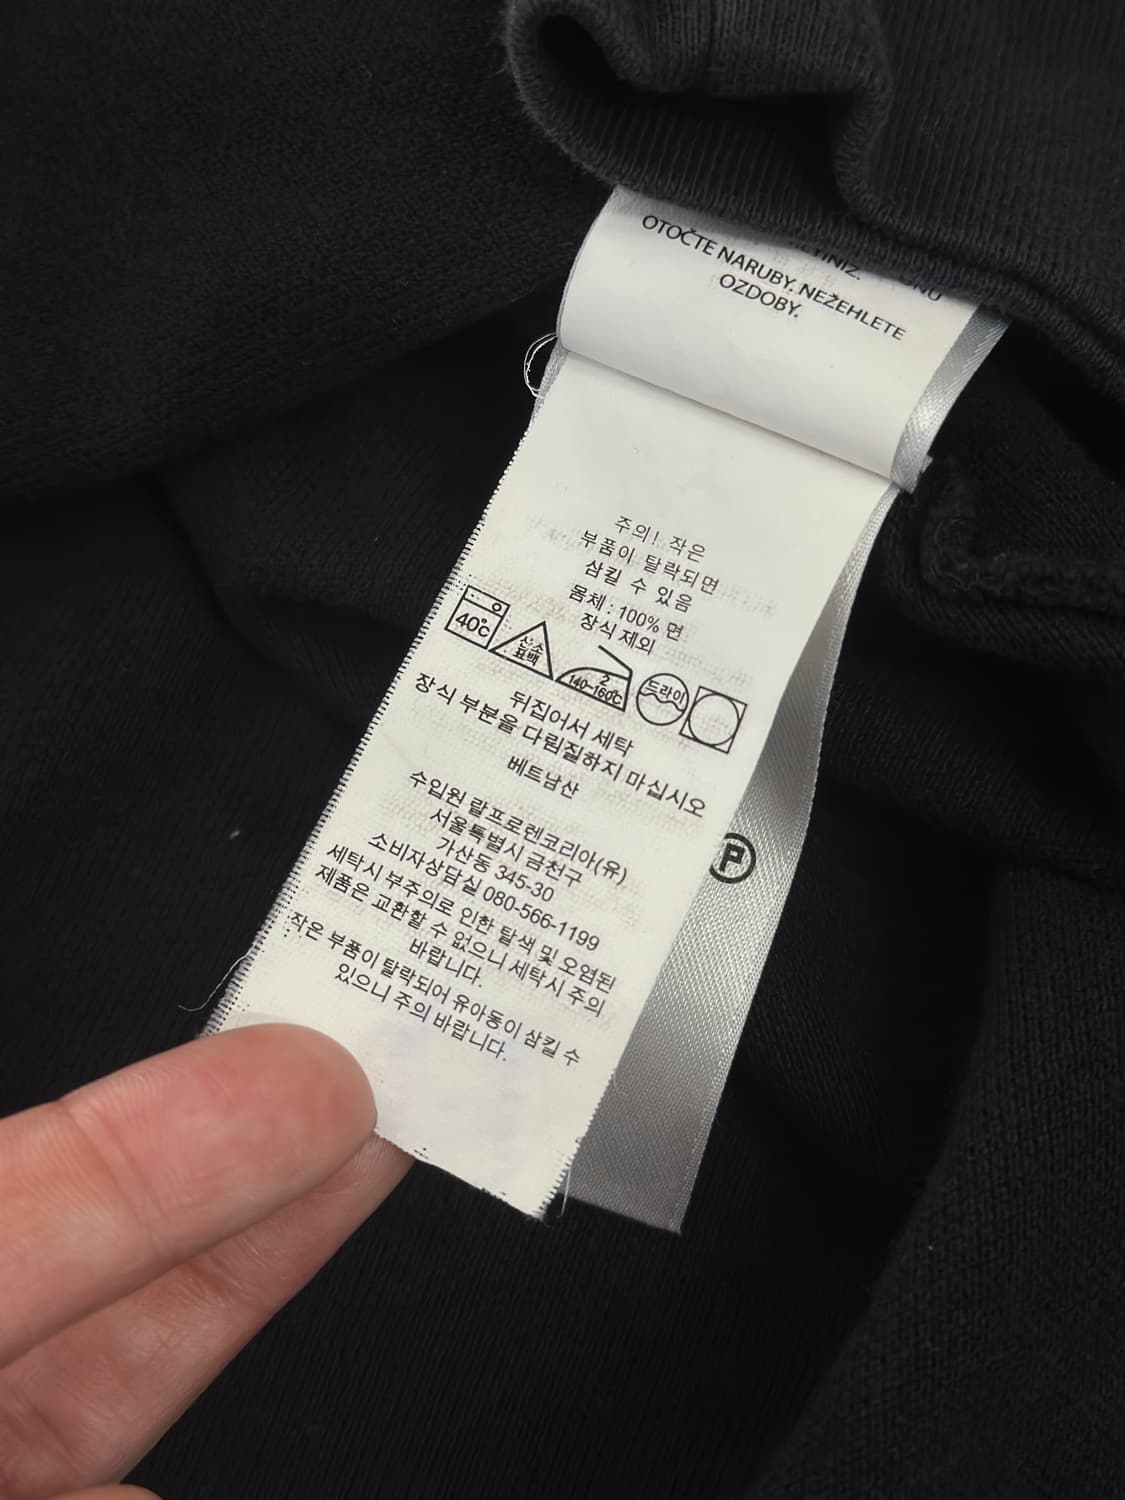 OTOČTE NARUBY. NEŽEHLETE
OZDOBY.
주의! 작은
부품이 탈락되면
삼킬 수 있음
몸체 : 100% 면
장식 제외
40℃
산소
표백
2
140~160℃
드라이
뒤집어서 세탁
장식 부분을 다림질하지 마십시오
베트남산
수입원 랄프로렌코리아(유)
서울특별시 금천구
가산동 345-30
소비자상담실 080-566-1199
세탁시 부주의로 인한 탈색 및 오염된
제품은 교환할 수 없으니 세탁시 주의
바랍니다.
작은 부품이 탈락되어 유아동이 삼킬 수
있으니 주의 바랍니다.
P